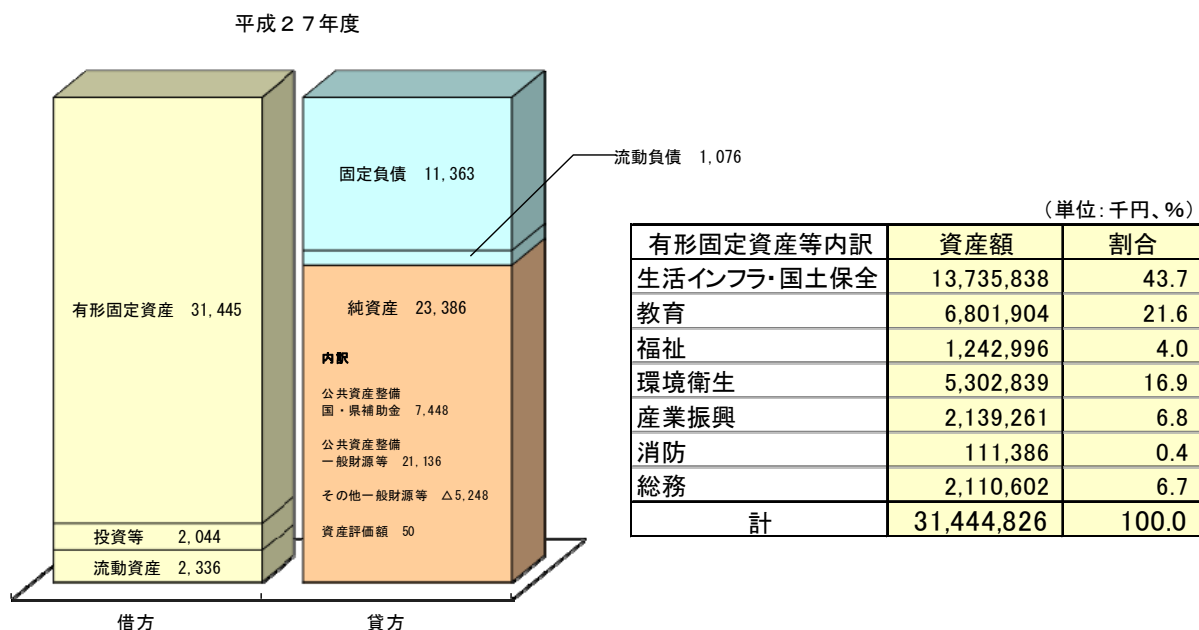 平成２７年度
固定負債 11,363
流動負債 1,076
有形固定資産 31,445
純資産 23,386
内訳
公共資産整備
国・県補助金 7,448
公共資産整備
一般財源等 21,136
その他一般財源等 △5,248
資産評価額 50
投資等 2,044
流動資産 2,336
借方
貸方
（単位：千円、%）
有形固定資産等内訳 資産額 割合
生活インフラ・国土保全 13,735,838 43.7
教育 6,801,904 21.6
福祉 1,242,996 4.0
環境衛生 5,302,839 16.9
産業振興 2,139,261 6.8
消防 111,386 0.4
総務 2,110,602 6.7
計 31,444,826 100.0